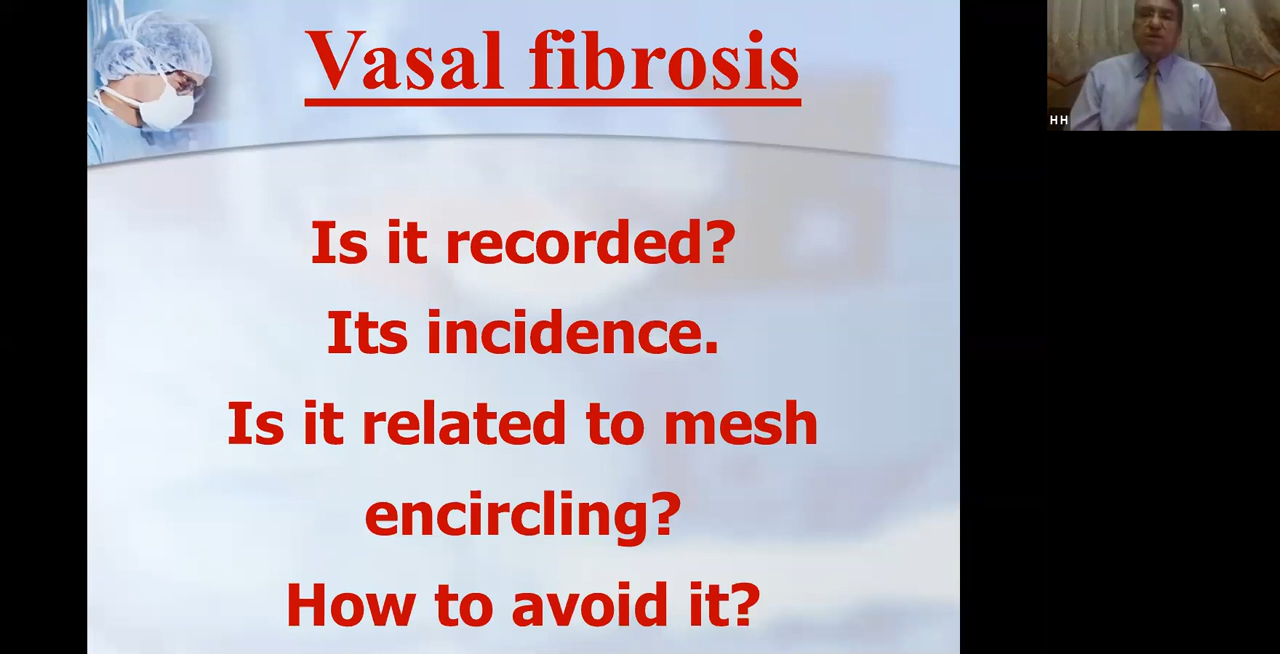 Vasal fibrosis
Is it recorded?
Its incidence.
Is it related to mesh
encircling?
How to avoid it?
HH